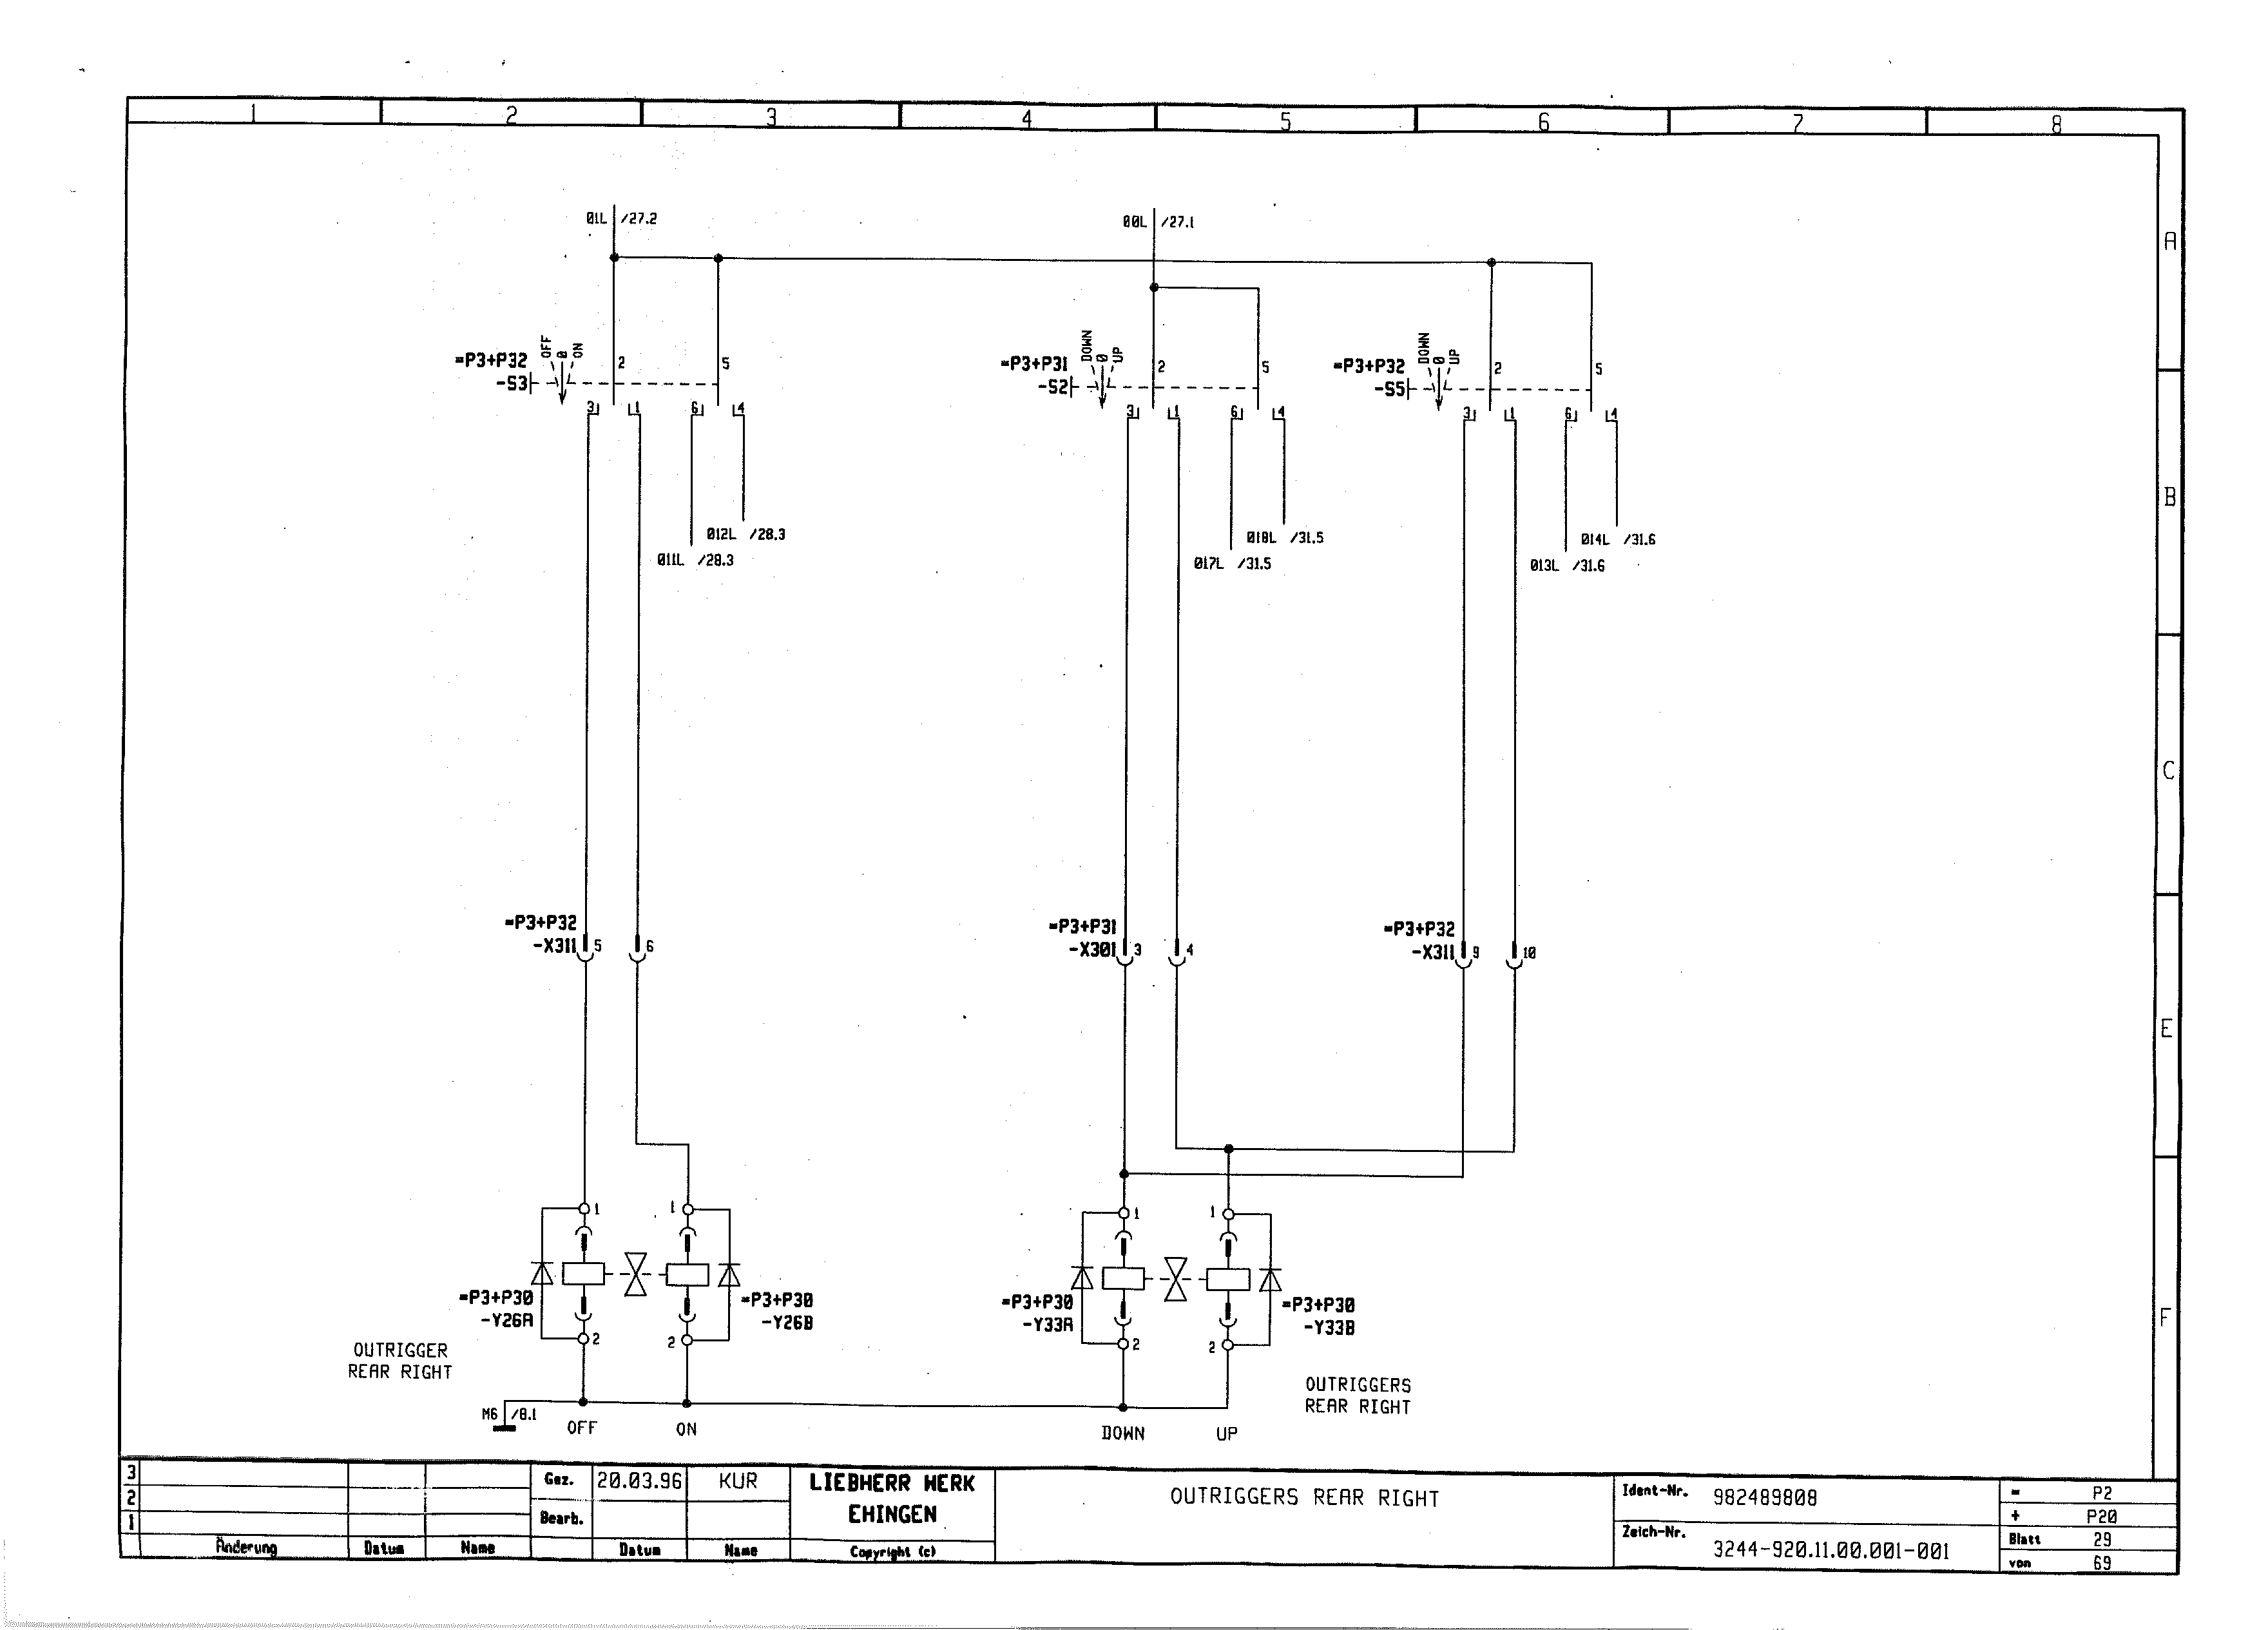 1 2 3 4 5 6 7 8
A
B
C
E
F
01L /27.2
00L /27.1
=P3+P32
-S3
OFF
0
ON
2
5
3 1 6 4
=P3+P31
-S2
DOWN
0
UP
2
5
3 1 6 4
=P3+P32
-S5
DOWN
0
UP
2
5
3 1 6 4
012L /28.3
011L /28.3
018L /31.5
017L /31.5
014L /31.6
013L /31.6
=P3+P32
-X311 5 6
=P3+P31
-X301 3 4
=P3+P32
-X311 9 10
1 1
=P3+P30
-Y26A
=P3+P30
-Y26B
2 2
1 1
=P3+P30
-Y33A
=P3+P30
-Y33B
2 2
OUTRIGGER
REAR RIGHT
OUTRIGGERS
REAR RIGHT
M6 /8.1
OFF
ON
DOWN
UP
3
2
1
Änderung
Datum
Name
Gez. 20.03.96 KUR
Bearb.
Datum
Name
LIEBHERR WERK
EHINGEN
Copyright (c)
OUTRIGGERS REAR RIGHT
Ident-Nr. 982489808
Zeich-Nr. 3244-920.11.00.001-001
= P2
+ P20
Blatt 29
von 69